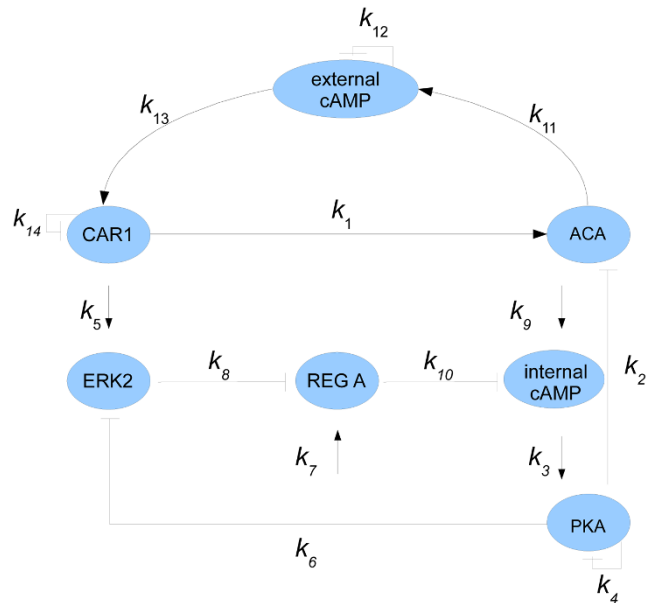 k12
external
cAMP
k13
k11
k14
CAR1
k1
ACA
k5
k9
ERK2
k8
REG A
k10
internal
cAMP
k2
k7
k3
PKA
k6
k4